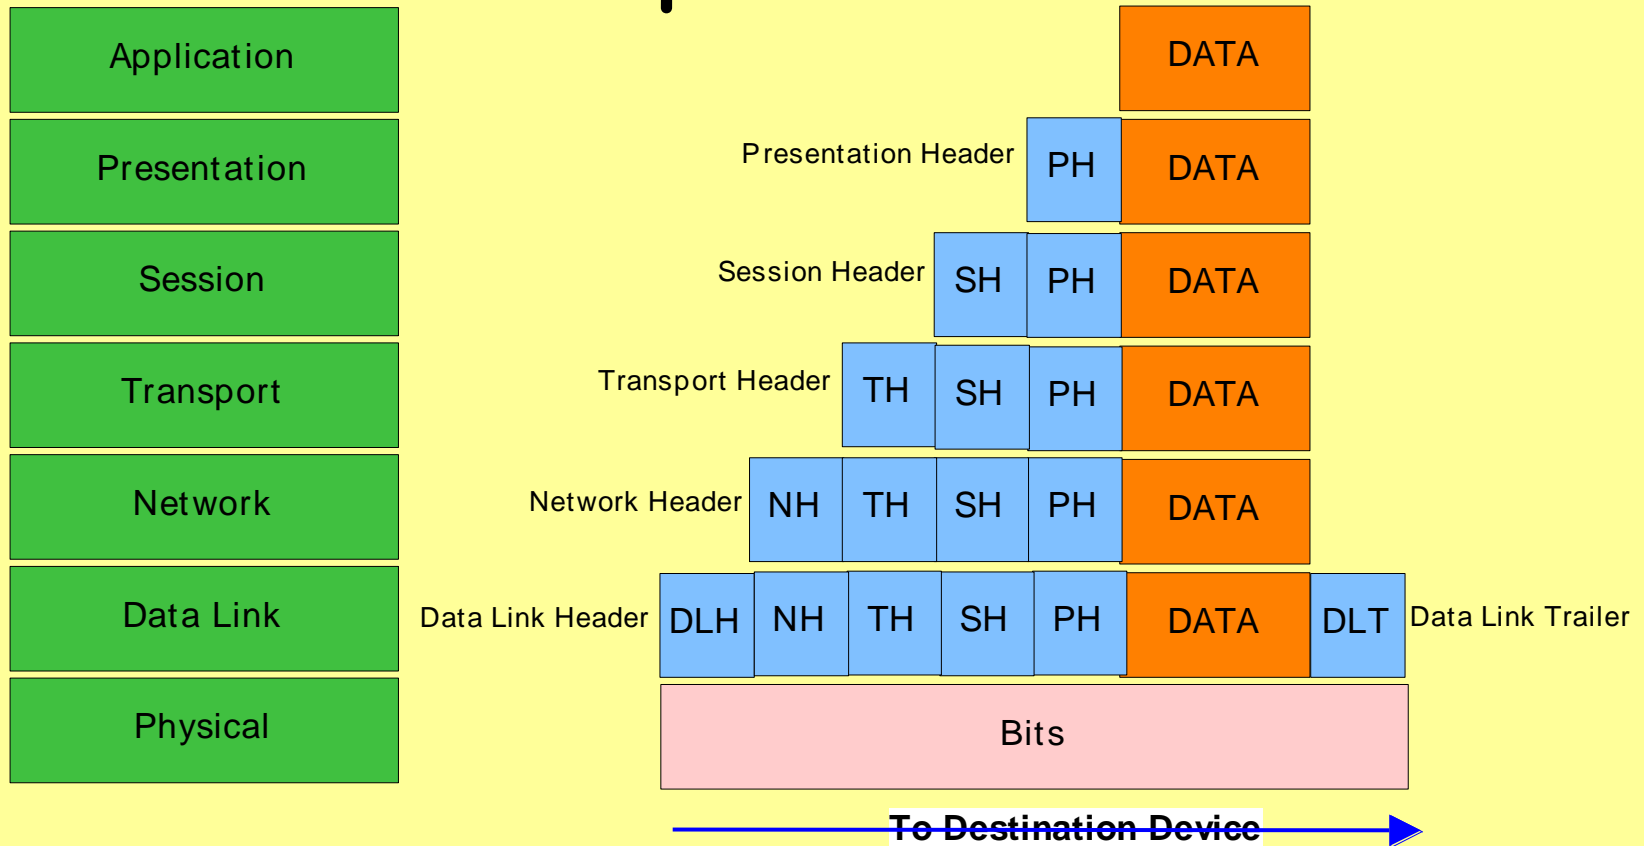 Application DATA
Presentation Presentation Header PH DATA
Session Session Header SH PH DATA
Transport Transport Header TH SH PH DATA
Network Network Header NH TH SH PH DATA
Data Link Data Link Header DLH NH TH SH PH DATA DLT Data Link Trailer
Physical Bits
To Destination Device